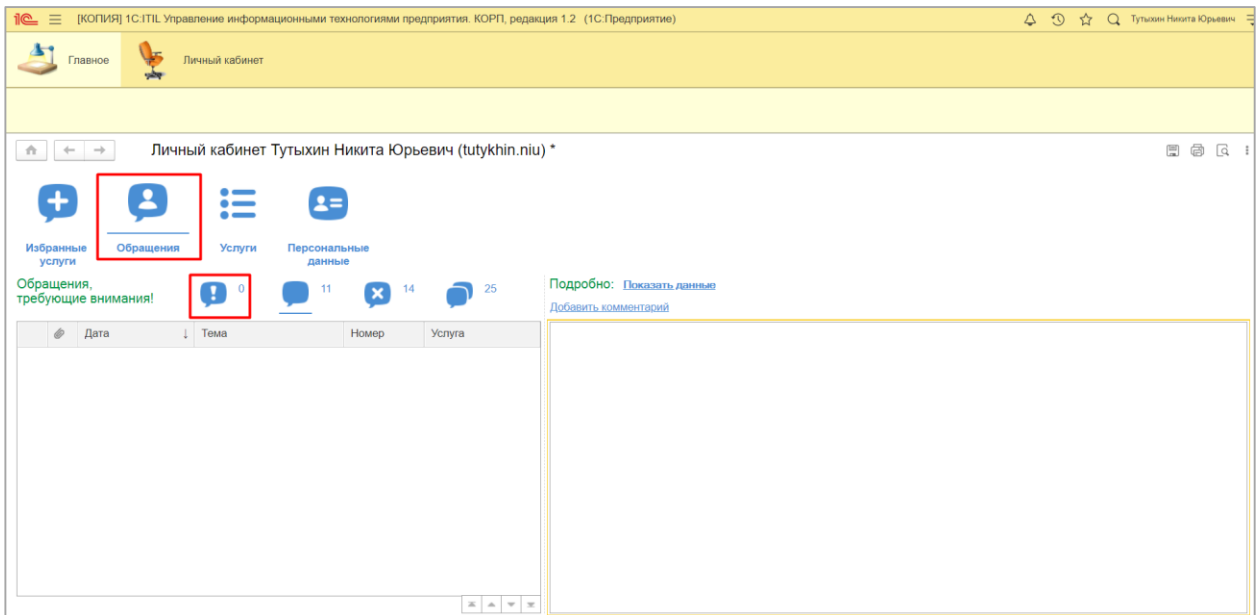 1С [КОПИЯ] 1С:ITIL Управление информационными технологиями предприятия. КОРП, редакция 1.2 (1С:Предприятие) Тутыхин Никита Юрьевич
Главное Личный кабинет
Личный кабинет Тутыхин Никита Юрьевич (tutykhin.niu) *
Избранные услуги
Обращения
Услуги
Персональные данные
Обращения,
требующие внимания!
0 11 14 25
Дата ↓ Тема Номер Услуга
Подробно: Показать данные
Добавить комментарий